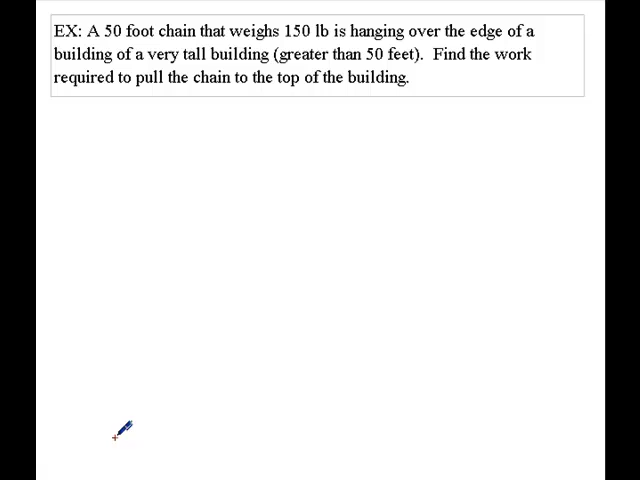 EX: A 50 foot chain that weighs 150 lb is hanging over the edge of a
building of a very tall building (greater than 50 feet).  Find the work
required to pull the chain to the top of the building.